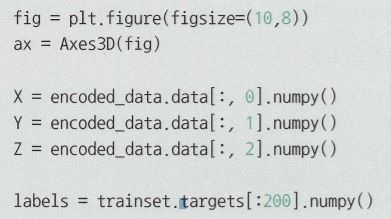 fig = plt.figure(figsize=(10,8))
ax = Axes3D(fig)
X = encoded_data.data[:, 0].numpy()
Y = encoded_data.data[:, 1].numpy()
Z = encoded_data.data[:, 2].numpy()
labels = trainset.targets[:200].numpy()